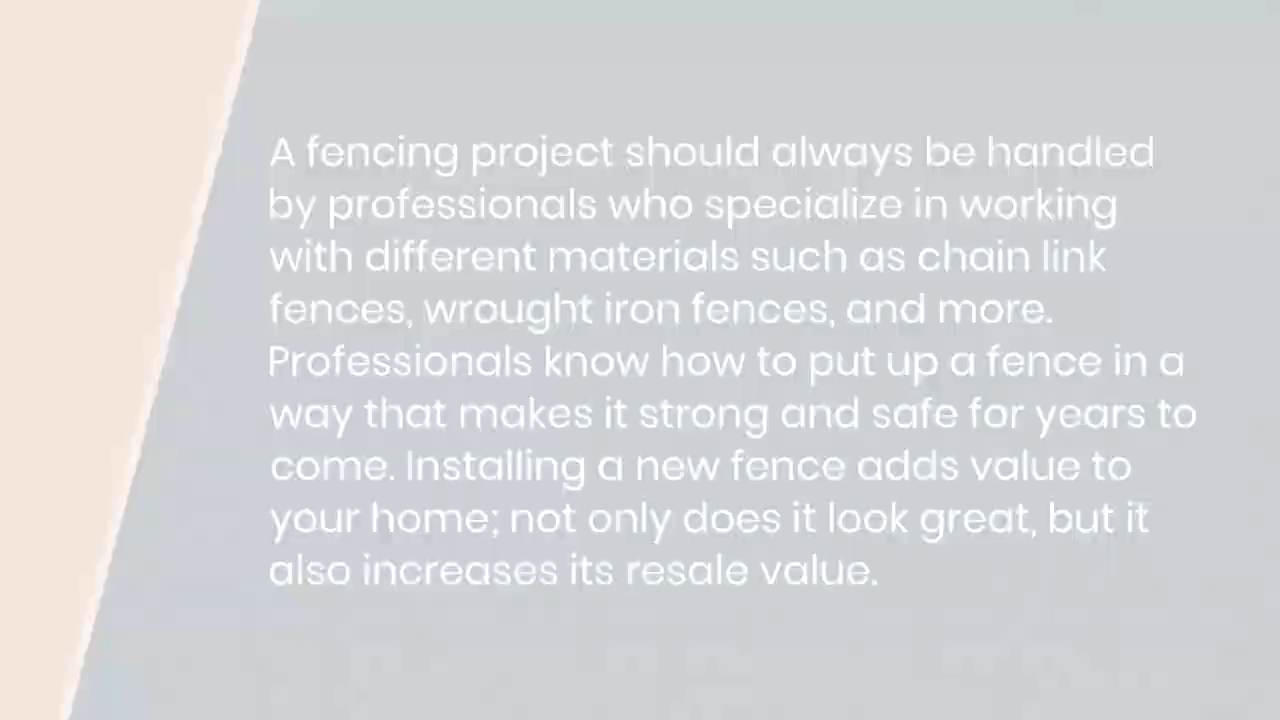 A fencing project should always be handled
by professionals who specialize in working
with different materials such as chain link
fences, wrought iron fences, and more.
Professionals know how to put up a fence in a
way that makes it strong and safe for years to
come. Installing a new fence adds value to
your home; not only does it look great, but it
also increases its resale value.